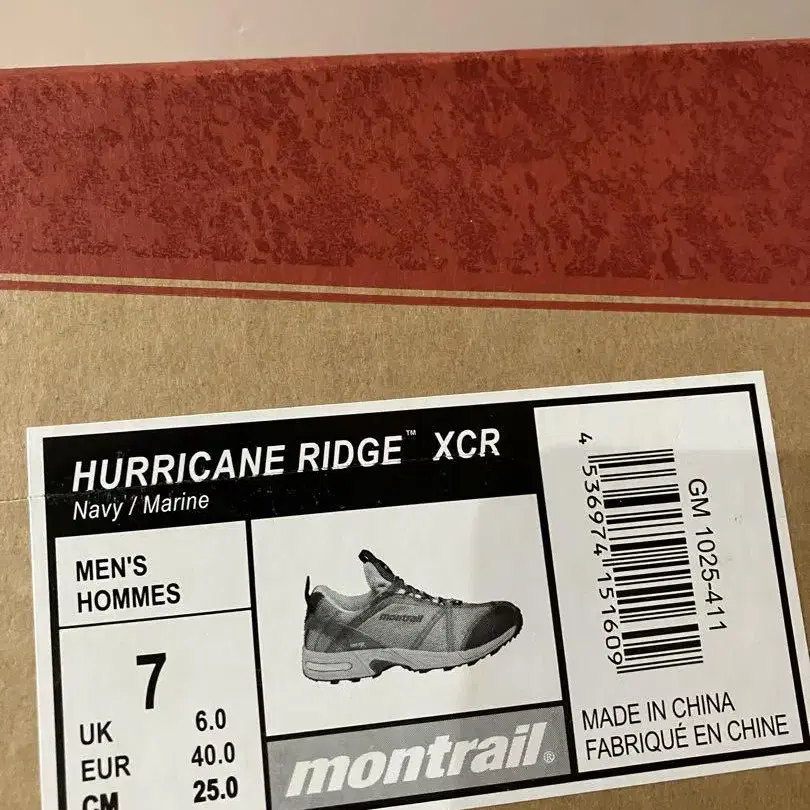 HURRICANE RIDGE™ XCR
Navy / Marine
MEN'S
HOMMES
7
UK 6.0
EUR 40.0
CM 25.0
montrail
montrail®
4 536974 151609
GM 1025-411
MADE IN CHINA
FABRIQUÉ EN CHINE